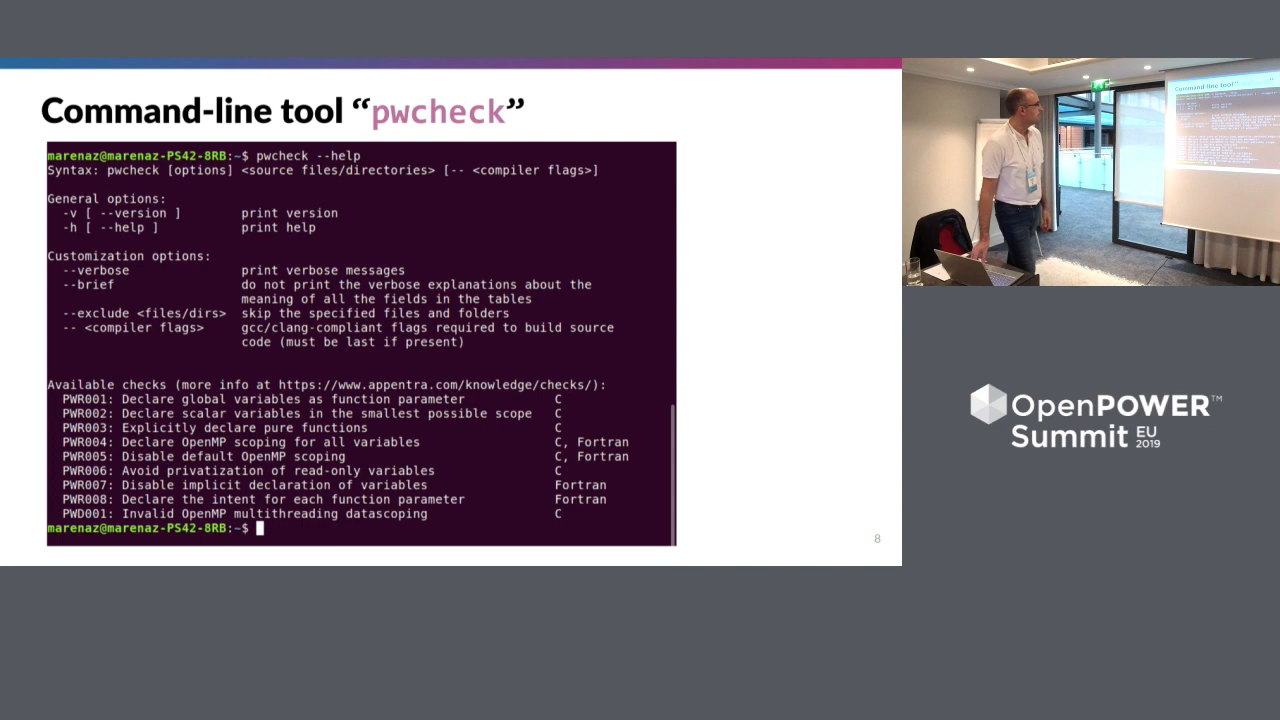 Command-line tool “pwcheck”
marenaz@marenaz-PS42-8RB:~$ pwcheck --help
Syntax: pwcheck [options] <source files/directories> [-- <compiler flags>]
General options:
-v [ --version ] print version
-h [ --help ] print help
Customization options:
--verbose print verbose messages
--brief do not print the verbose explanations about the
meaning of all the fields in the tables
--exclude <files/dirs> skip the specified files and folders
-- <compiler flags> gcc/clang-compliant flags required to build source
code (must be last if present)
Available checks (more info at https://www.appentra.com/knowledge/checks/):
PWR001: Declare global variables as function parameter C
PWR002: Declare scalar variables in the smallest possible scope C
PWR003: Explicitly declare pure functions C
PWR004: Declare OpenMP scoping for all variables C, Fortran
PWR005: Disable default OpenMP scoping C, Fortran
PWR006: Avoid privatization of read-only variables C
PWR007: Disable implicit declaration of variables Fortran
PWR008: Declare the intent for each function parameter Fortran
PWD001: Invalid OpenMP multithreading datascoping C
marenaz@marenaz-PS42-8RB:~$
8
Command-line tool
OpenPOWER™
Summit EU
2019